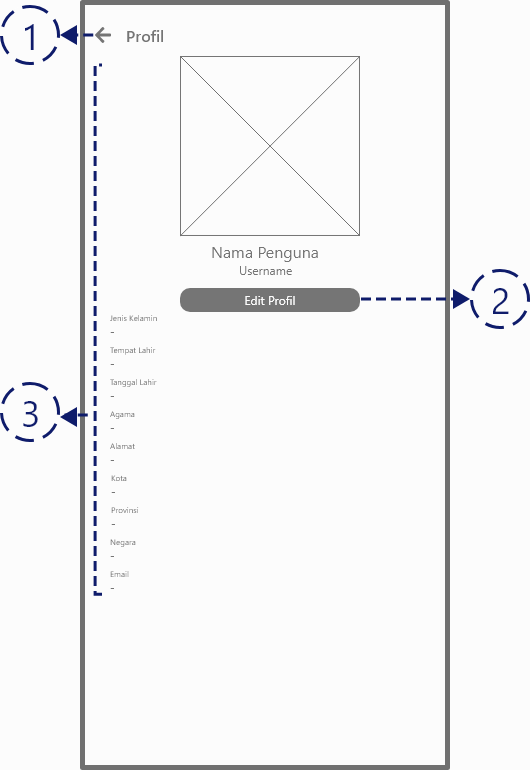 1
Profil
Nama Penguna
Username
Edit Profil
2
Jenis Kelamin
-
Tempat Lahir
-
Tanggal Lahir
-
3
Agama
-
Alamat
-
Kota
-
Provinsi
-
Negara
-
Email
-